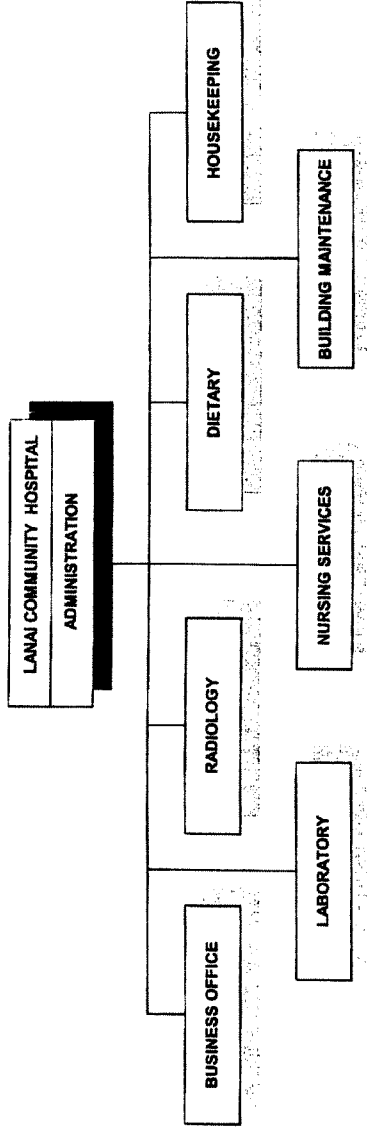 LANAI COMMUNITY HOSPITAL
ADMINISTRATION
BUSINESS OFFICE
RADIOLOGY
DIETARY
HOUSEKEEPING
LABORATORY
NURSING SERVICES
BUILDING MAINTENANCE